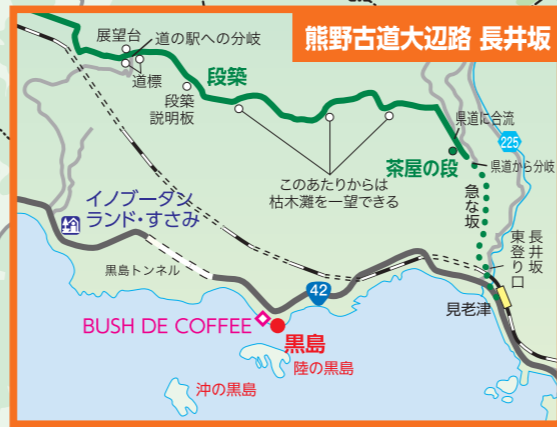 熊野古道大辺路 長井坂
展望台
道の駅への分岐
道標
段築
段築
説明板
県道に合流
225
茶屋の段
県道から分岐
このあたりからは
枯木灘を一望できる
急な坂
イノブータン
ランド・すさみ
長井坂
東登り口
黒島トンネル
42
見老津
BUSH DE COFFEE
黒島
陸の黒島
沖の黒島